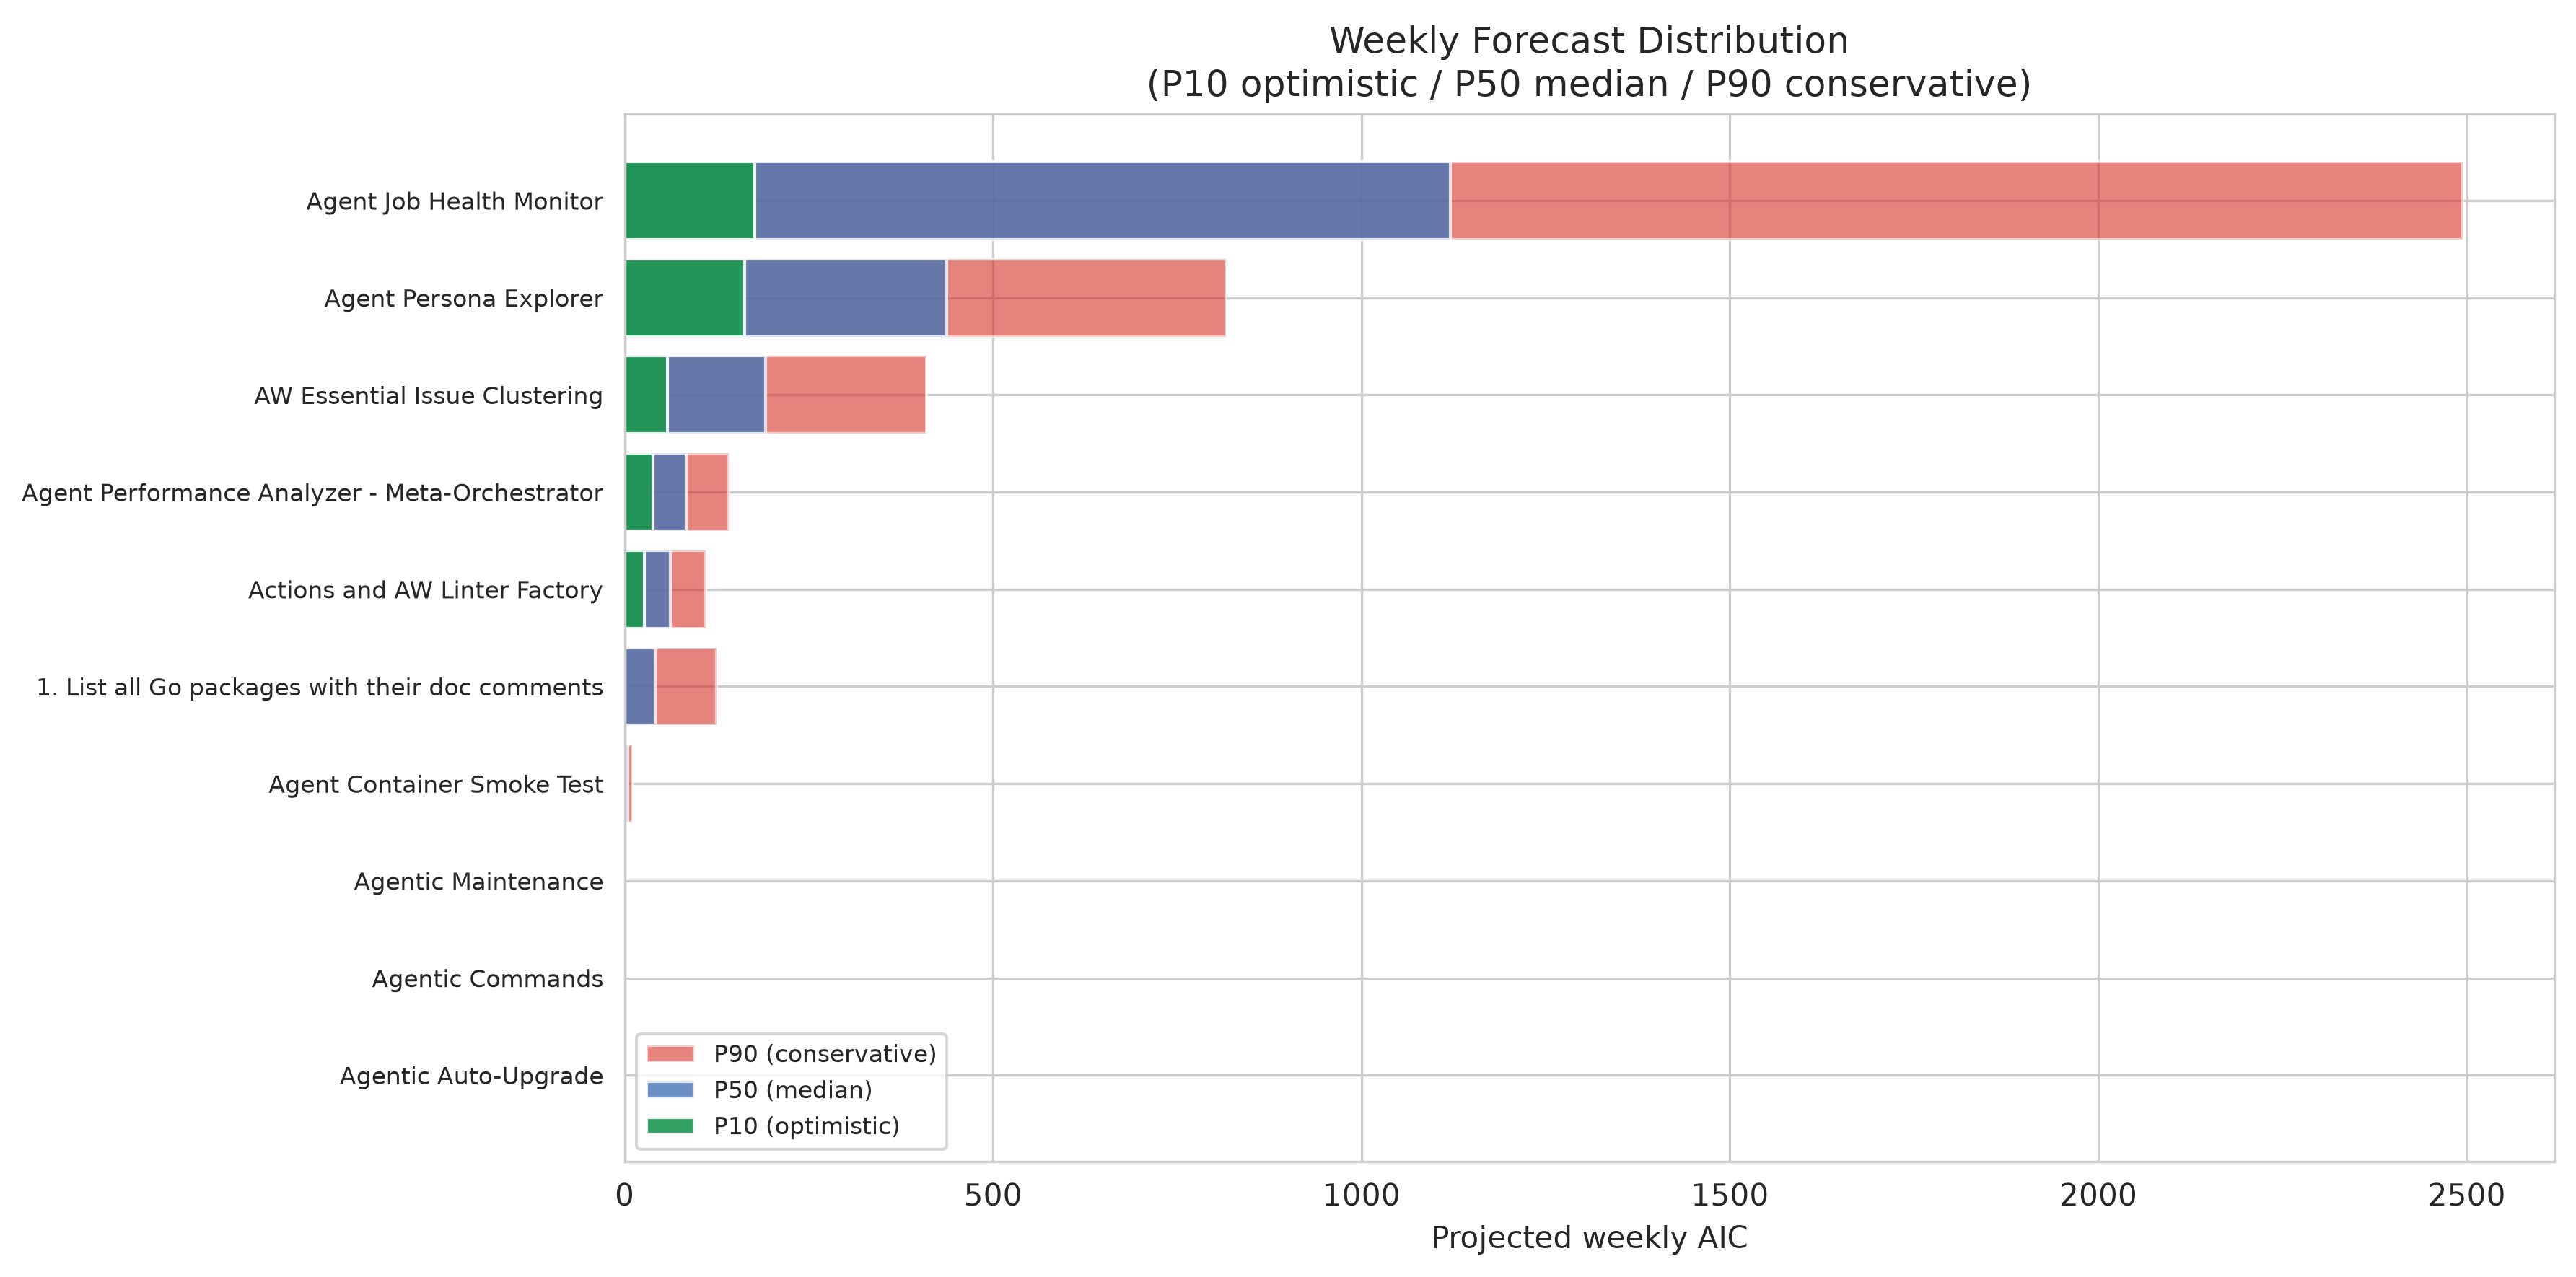 Weekly Forecast Distribution
(P10 optimistic / P50 median / P90 conservative)
Agent Job Health Monitor
Agent Persona Explorer
AW Essential Issue Clustering
Agent Performance Analyzer - Meta-Orchestrator
Actions and AW Linter Factory
1. List all Go packages with their doc comments
Agent Container Smoke Test
Agentic Maintenance
Agentic Commands
Agentic Auto-Upgrade
P90 (conservative)
P50 (median)
P10 (optimistic)
0 500 1000 1500 2000 2500
Projected weekly AIC